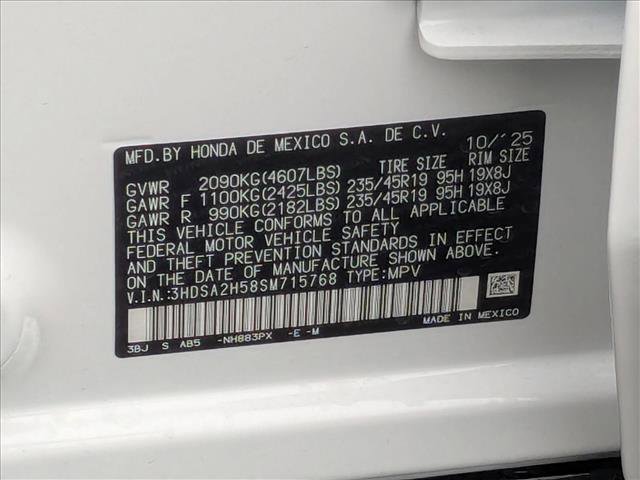 MFD.BY HONDA DE MEXICO S.A. DE C.V. 10/'25
TIRE SIZE RIM SIZE
GVWR 2090KG(4607LBS)
GAWR F 1100KG(2425LBS) 235/45R19 95H 19X8J
GAWR R 990KG(2182LBS) 235/45R19 95H 19X8J
THIS VEHICLE CONFORMS TO ALL APPLICABLE
FEDERAL MOTOR VEHICLE SAFETY
AND THEFT PREVENTION STANDARDS IN EFFECT
ON THE DATE OF MANUFACTURE SHOWN ABOVE.
V.I.N.:3HDSA2H58SM715768 TYPE:MPV
3BJ S AB5 -NH883PX -E -M MADE IN MEXICO